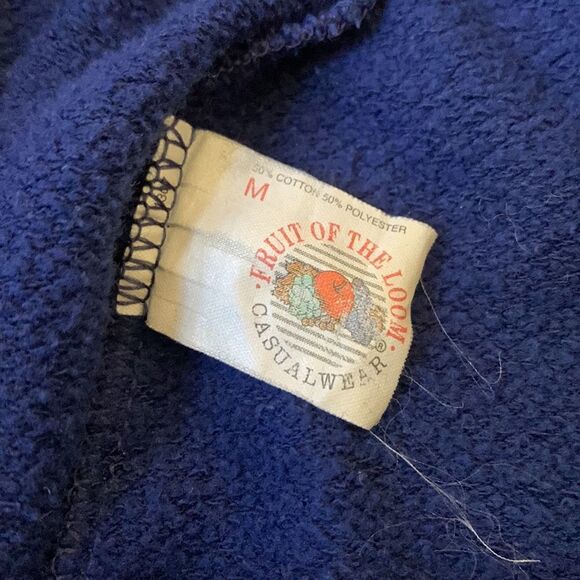 50% COTTON 50% POLYESTER
M
·FRUIT OF THE LOOM·
CASUALWEAR®